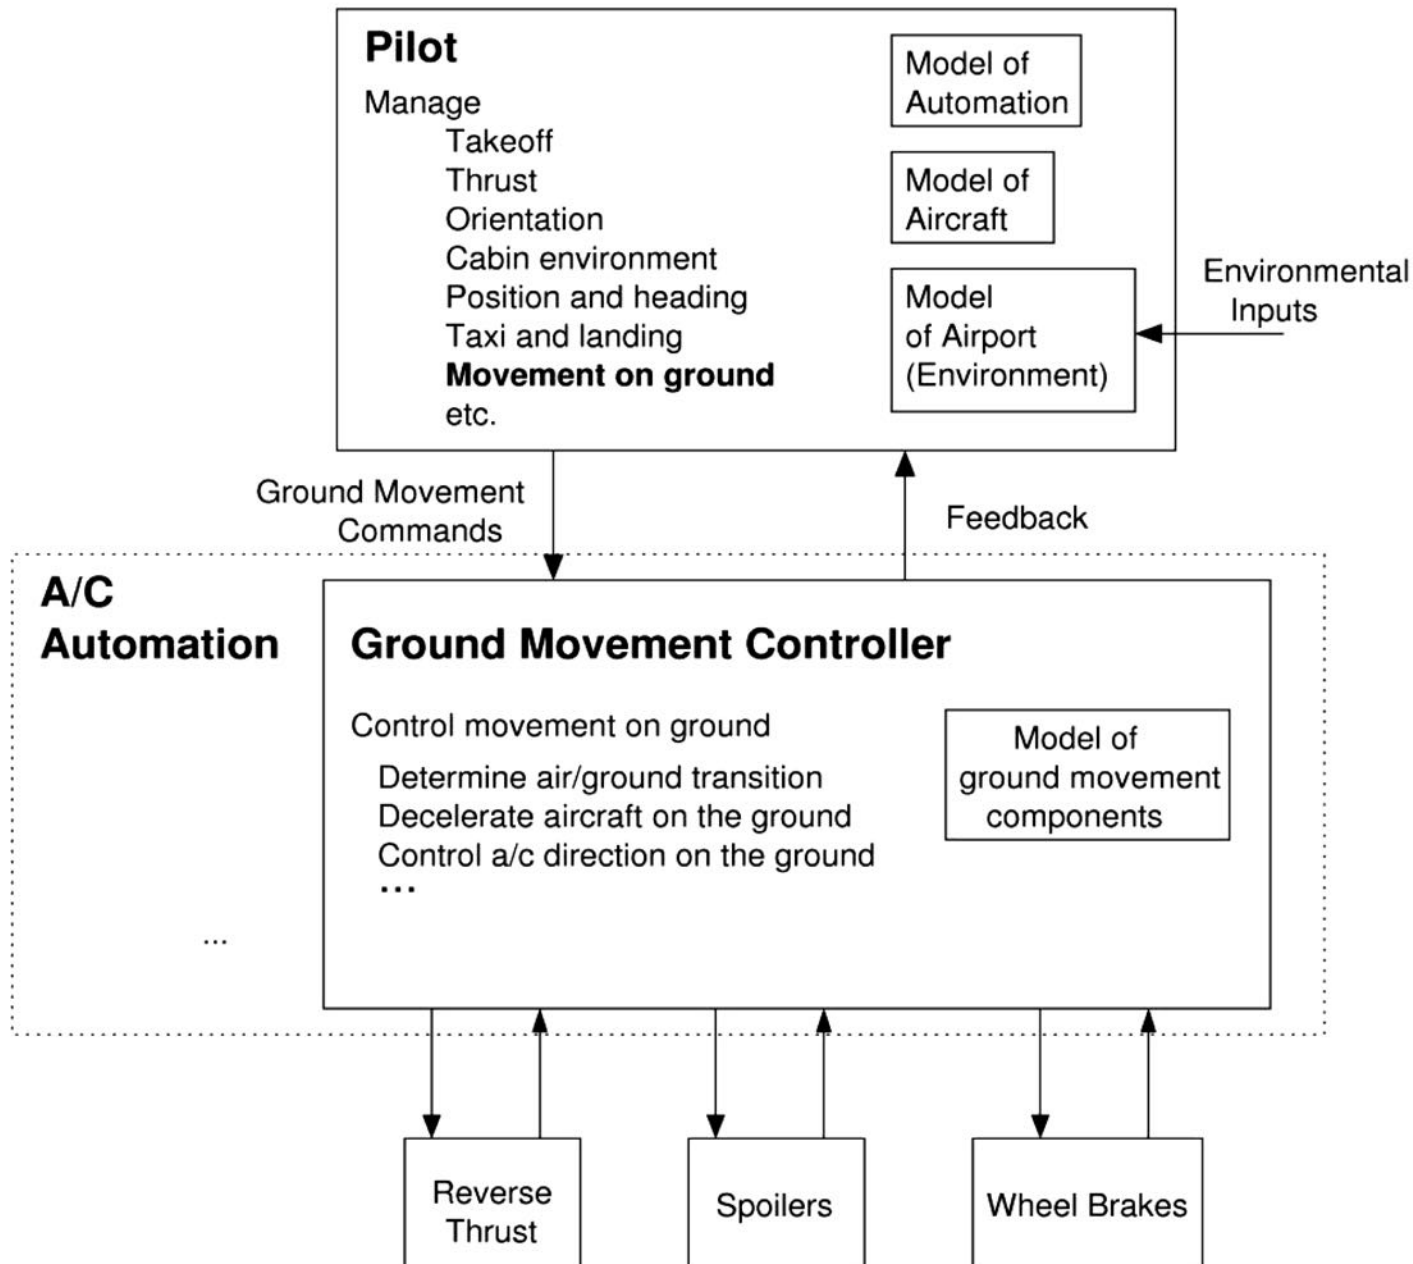 Pilot
Manage
Takeoff
Thrust
Orientation
Cabin environment
Position and heading
Taxi and landing
Movement on ground
etc.
Model of
Automation
Model of
Aircraft
Model
of Airport
(Environment)
Environmental
Inputs
Ground Movement
Commands
Feedback
A/C
Automation
...
Ground Movement Controller
Control movement on ground
Determine air/ground transition
Decelerate aircraft on the ground
Control a/c direction on the ground
...
Model of
ground movement
components
Reverse
Thrust
Spoilers
Wheel Brakes